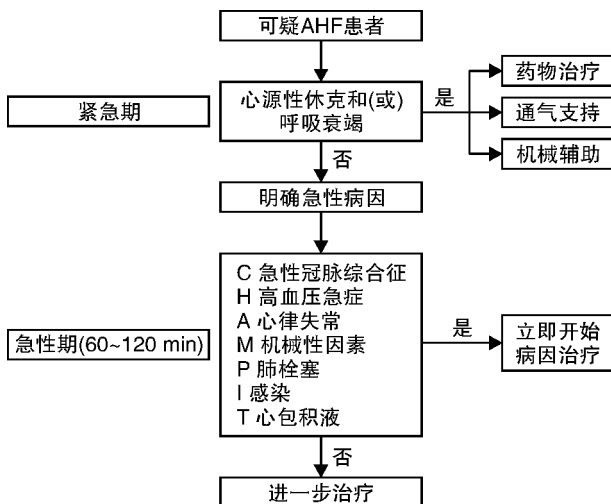 可疑AHF患者
紧急期
心源性休克和(或)
呼吸衰竭
是
药物治疗
通气支持
机械辅助
否
明确急性病因
急性期(60~120 min)
C 急性冠脉综合征
H 高血压急症
A 心律失常
M 机械性因素
P 肺栓塞
I 感染
T 心包积液
是
立即开始
病因治疗
否
进一步治疗